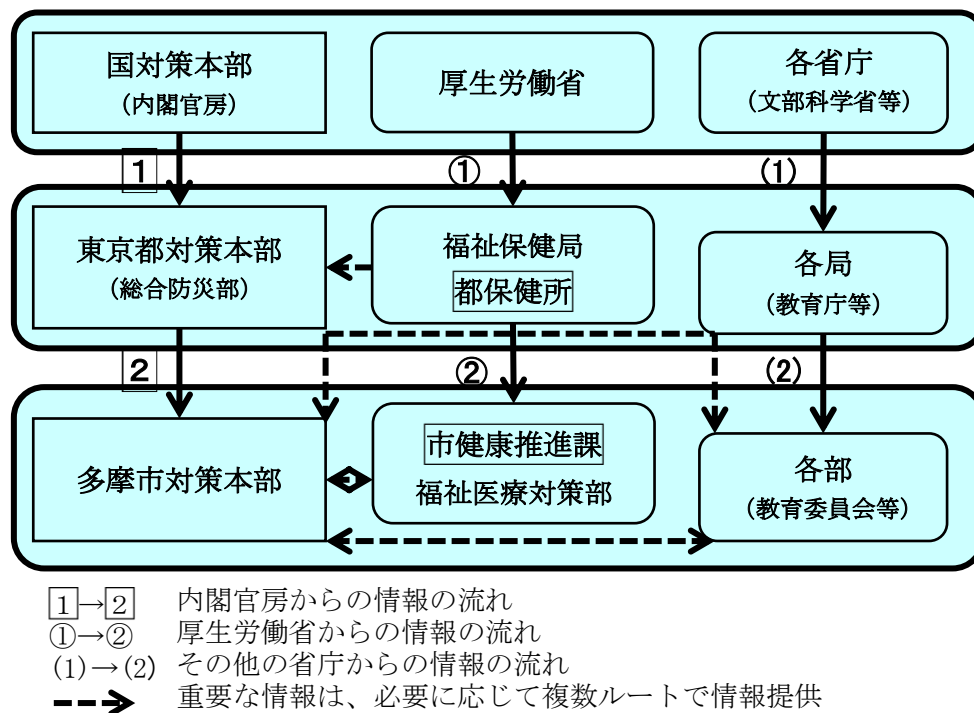 国対策本部
(内閣官房)
厚生労働省
各省庁
(文部科学省等)
1
①
(1)
東京都対策本部
(総合防災部)
福祉保健局
都保健所
各局
(教育庁等)
2
②
(2)
多摩市対策本部
市健康推進課
福祉医療対策部
各部
(教育委員会等)
1→2 内閣官房からの情報の流れ
①→② 厚生労働省からの情報の流れ
(1)→(2) その他の省庁からの情報の流れ
重要な情報は、必要に応じて複数ルートで情報提供